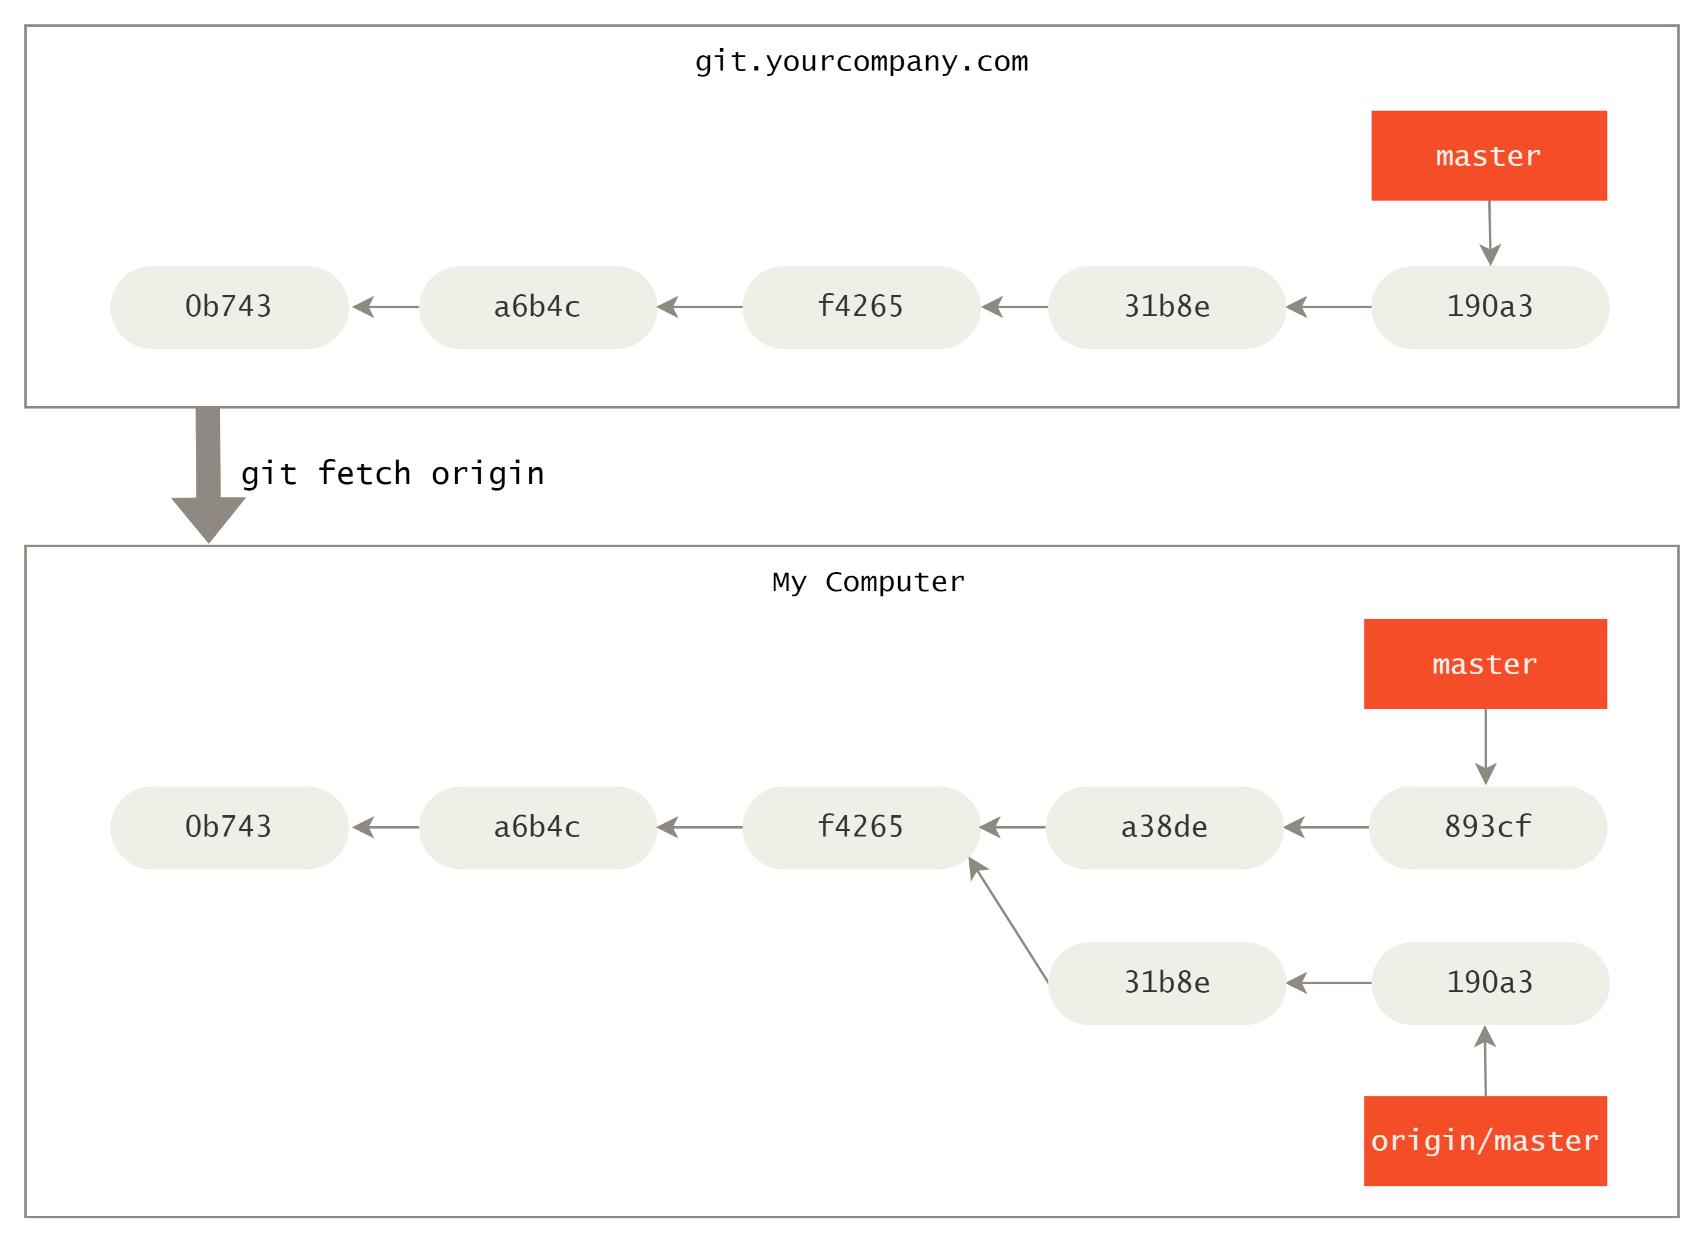 git.yourcompany.com
master
0b743
a6b4c
f4265
31b8e
190a3
git fetch origin
My Computer
master
0b743
a6b4c
f4265
a38de
893cf
31b8e
190a3
origin/master